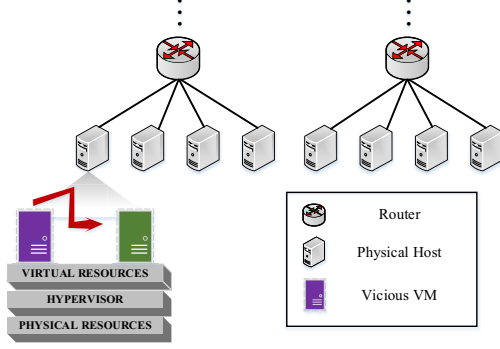 Router
Physical Host
Vicious VM
VIRTUAL RESOURCES
HYPERVISOR
PHYSICAL RESOURCES